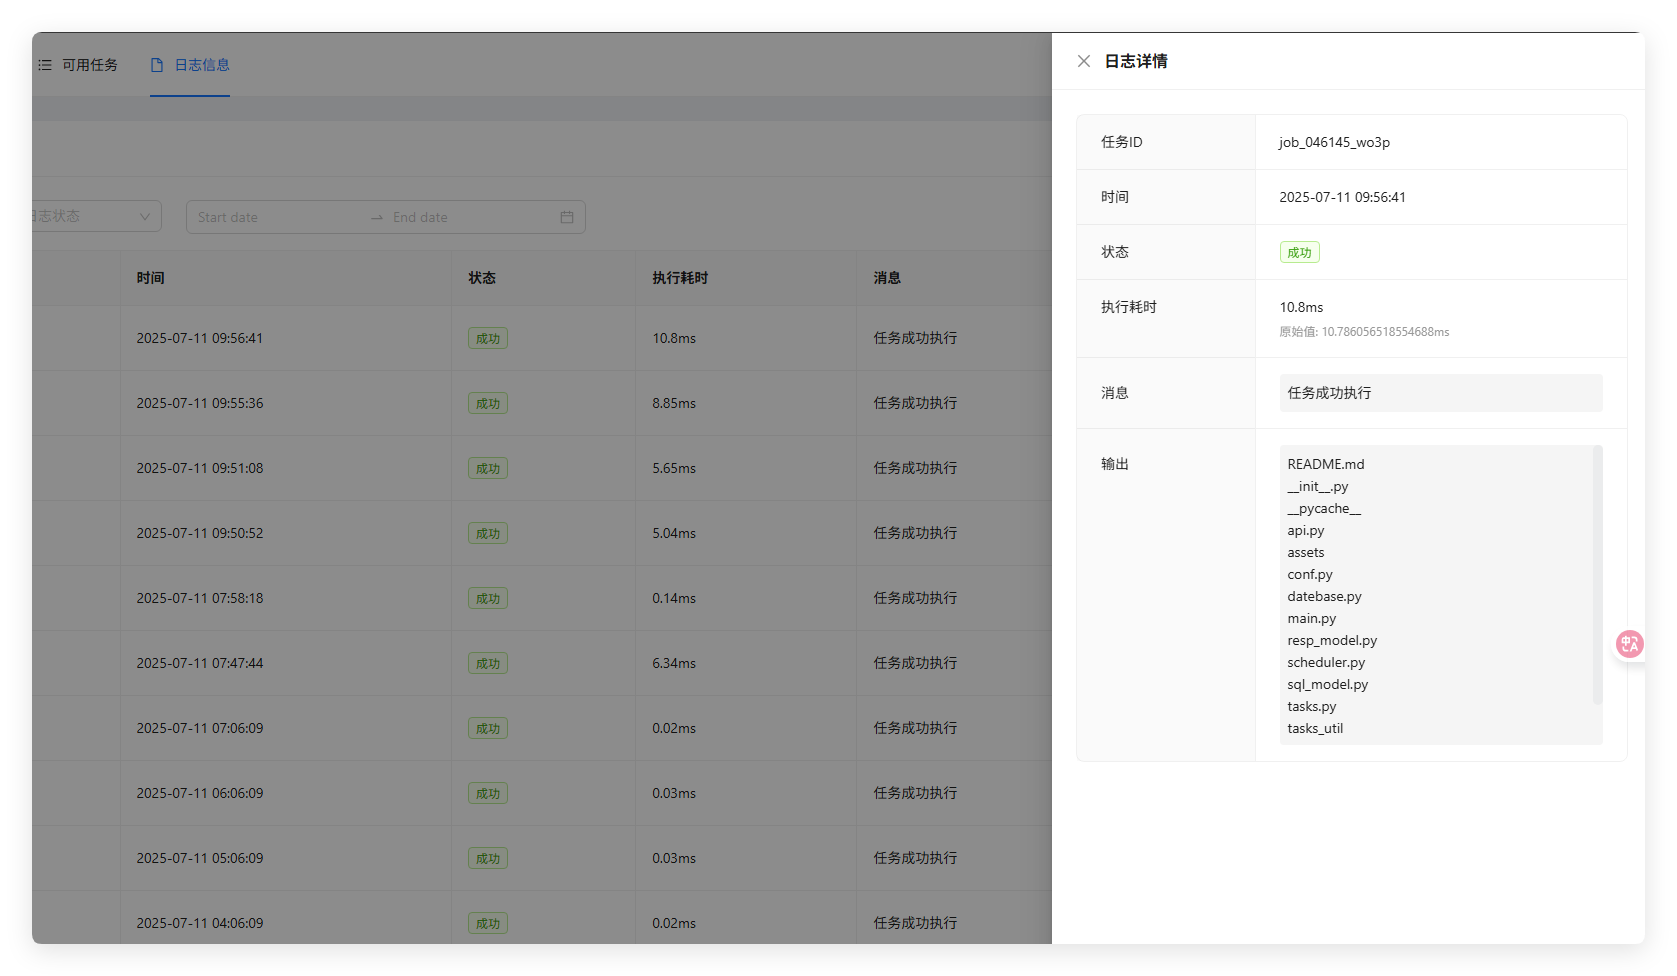 可用任务
日志信息
日志状态
Start date
End date
时间
状态
执行耗时
消息
2025-07-11 09:56:41
成功
10.8ms
任务成功执行
2025-07-11 09:55:36
成功
8.85ms
任务成功执行
2025-07-11 09:51:08
成功
5.65ms
任务成功执行
2025-07-11 09:50:52
成功
5.04ms
任务成功执行
2025-07-11 07:58:18
成功
0.14ms
任务成功执行
2025-07-11 07:47:44
成功
6.34ms
任务成功执行
2025-07-11 07:06:09
成功
0.02ms
任务成功执行
2025-07-11 06:06:09
成功
0.03ms
任务成功执行
2025-07-11 05:06:09
成功
0.03ms
任务成功执行
2025-07-11 04:06:09
成功
0.02ms
任务成功执行
日志详情
任务ID
job_046145_wo3p
时间
2025-07-11 09:56:41
状态
成功
执行耗时
10.8ms
原始值: 10.786056518554688ms
消息
任务成功执行
输出
README.md
__init__.py
__pycache__
api.py
assets
conf.py
datebase.py
main.py
resp_model.py
scheduler.py
sql_model.py
tasks.py
tasks_util